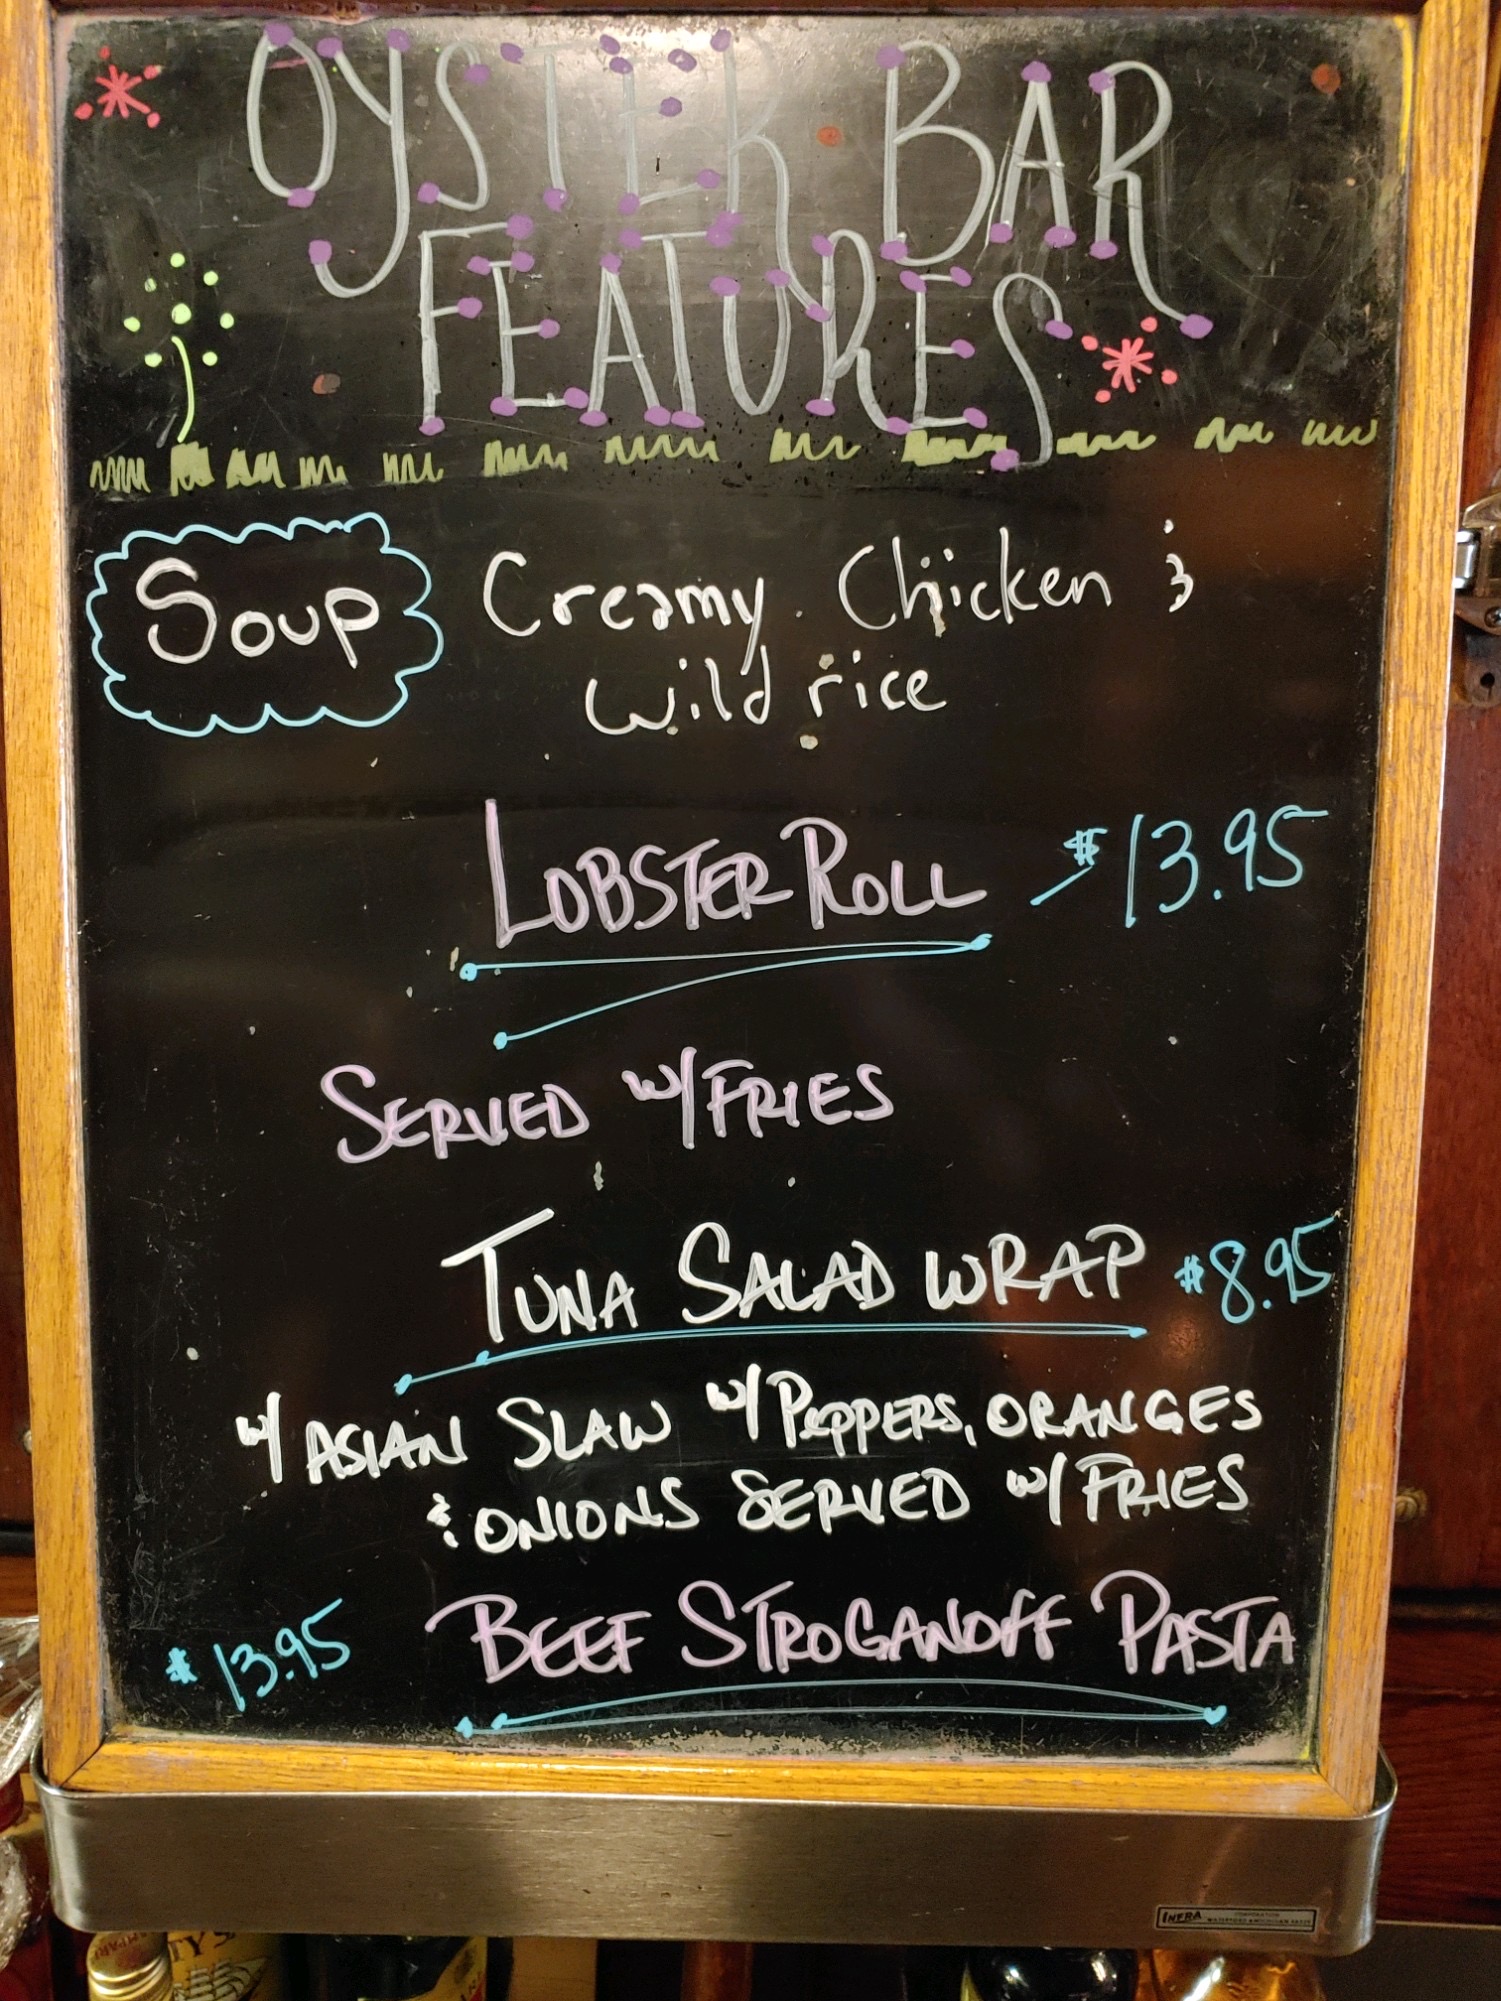 OYSTER BAR
FEATURES
SOUP Creamy Chicken &
wild rice
LOBSTER ROLL $13.95
SERVED w/ FRIES
TUNA SALAD WRAP $8.95
w/ ASIAN SLAW w/ PEPPERS, ORANGES
& ONIONS SERVED w/ FRIES
$13.95 BEEF STROGANOFF PASTA
INFRA CORPORATION